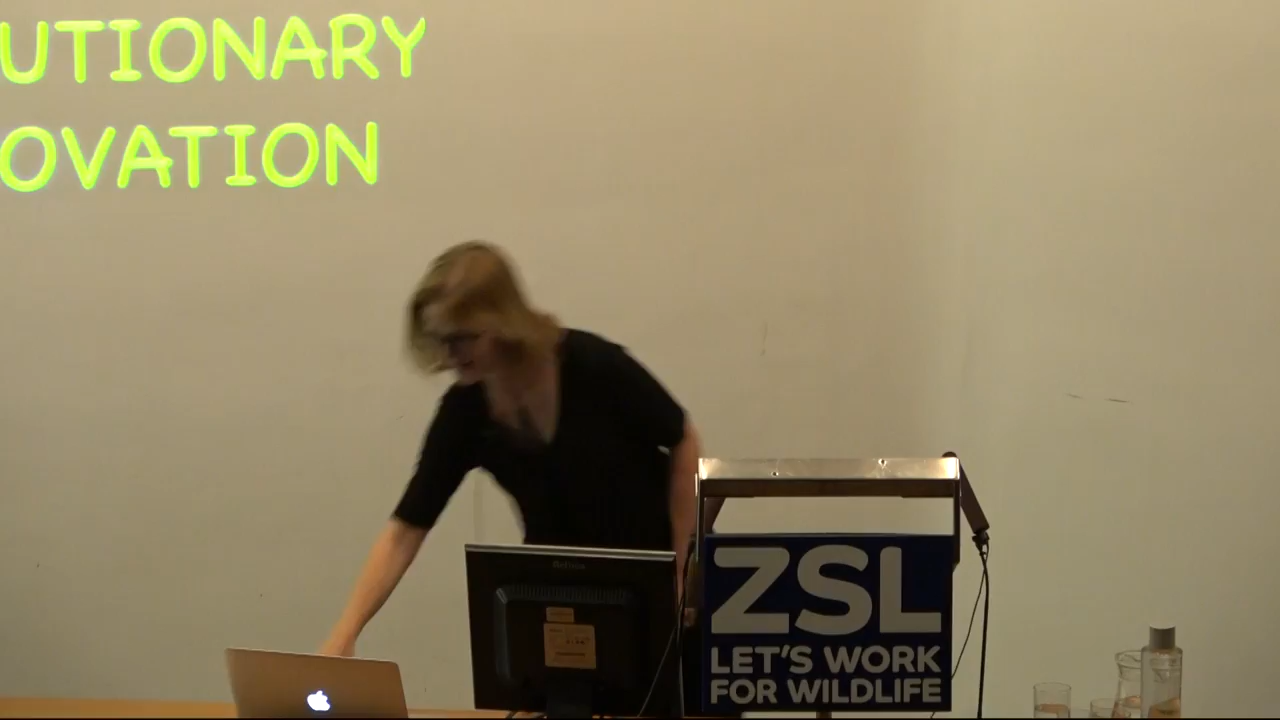 UTIONARY
OVATION
ZSL
LET'S WORK
FOR WILDLIFE